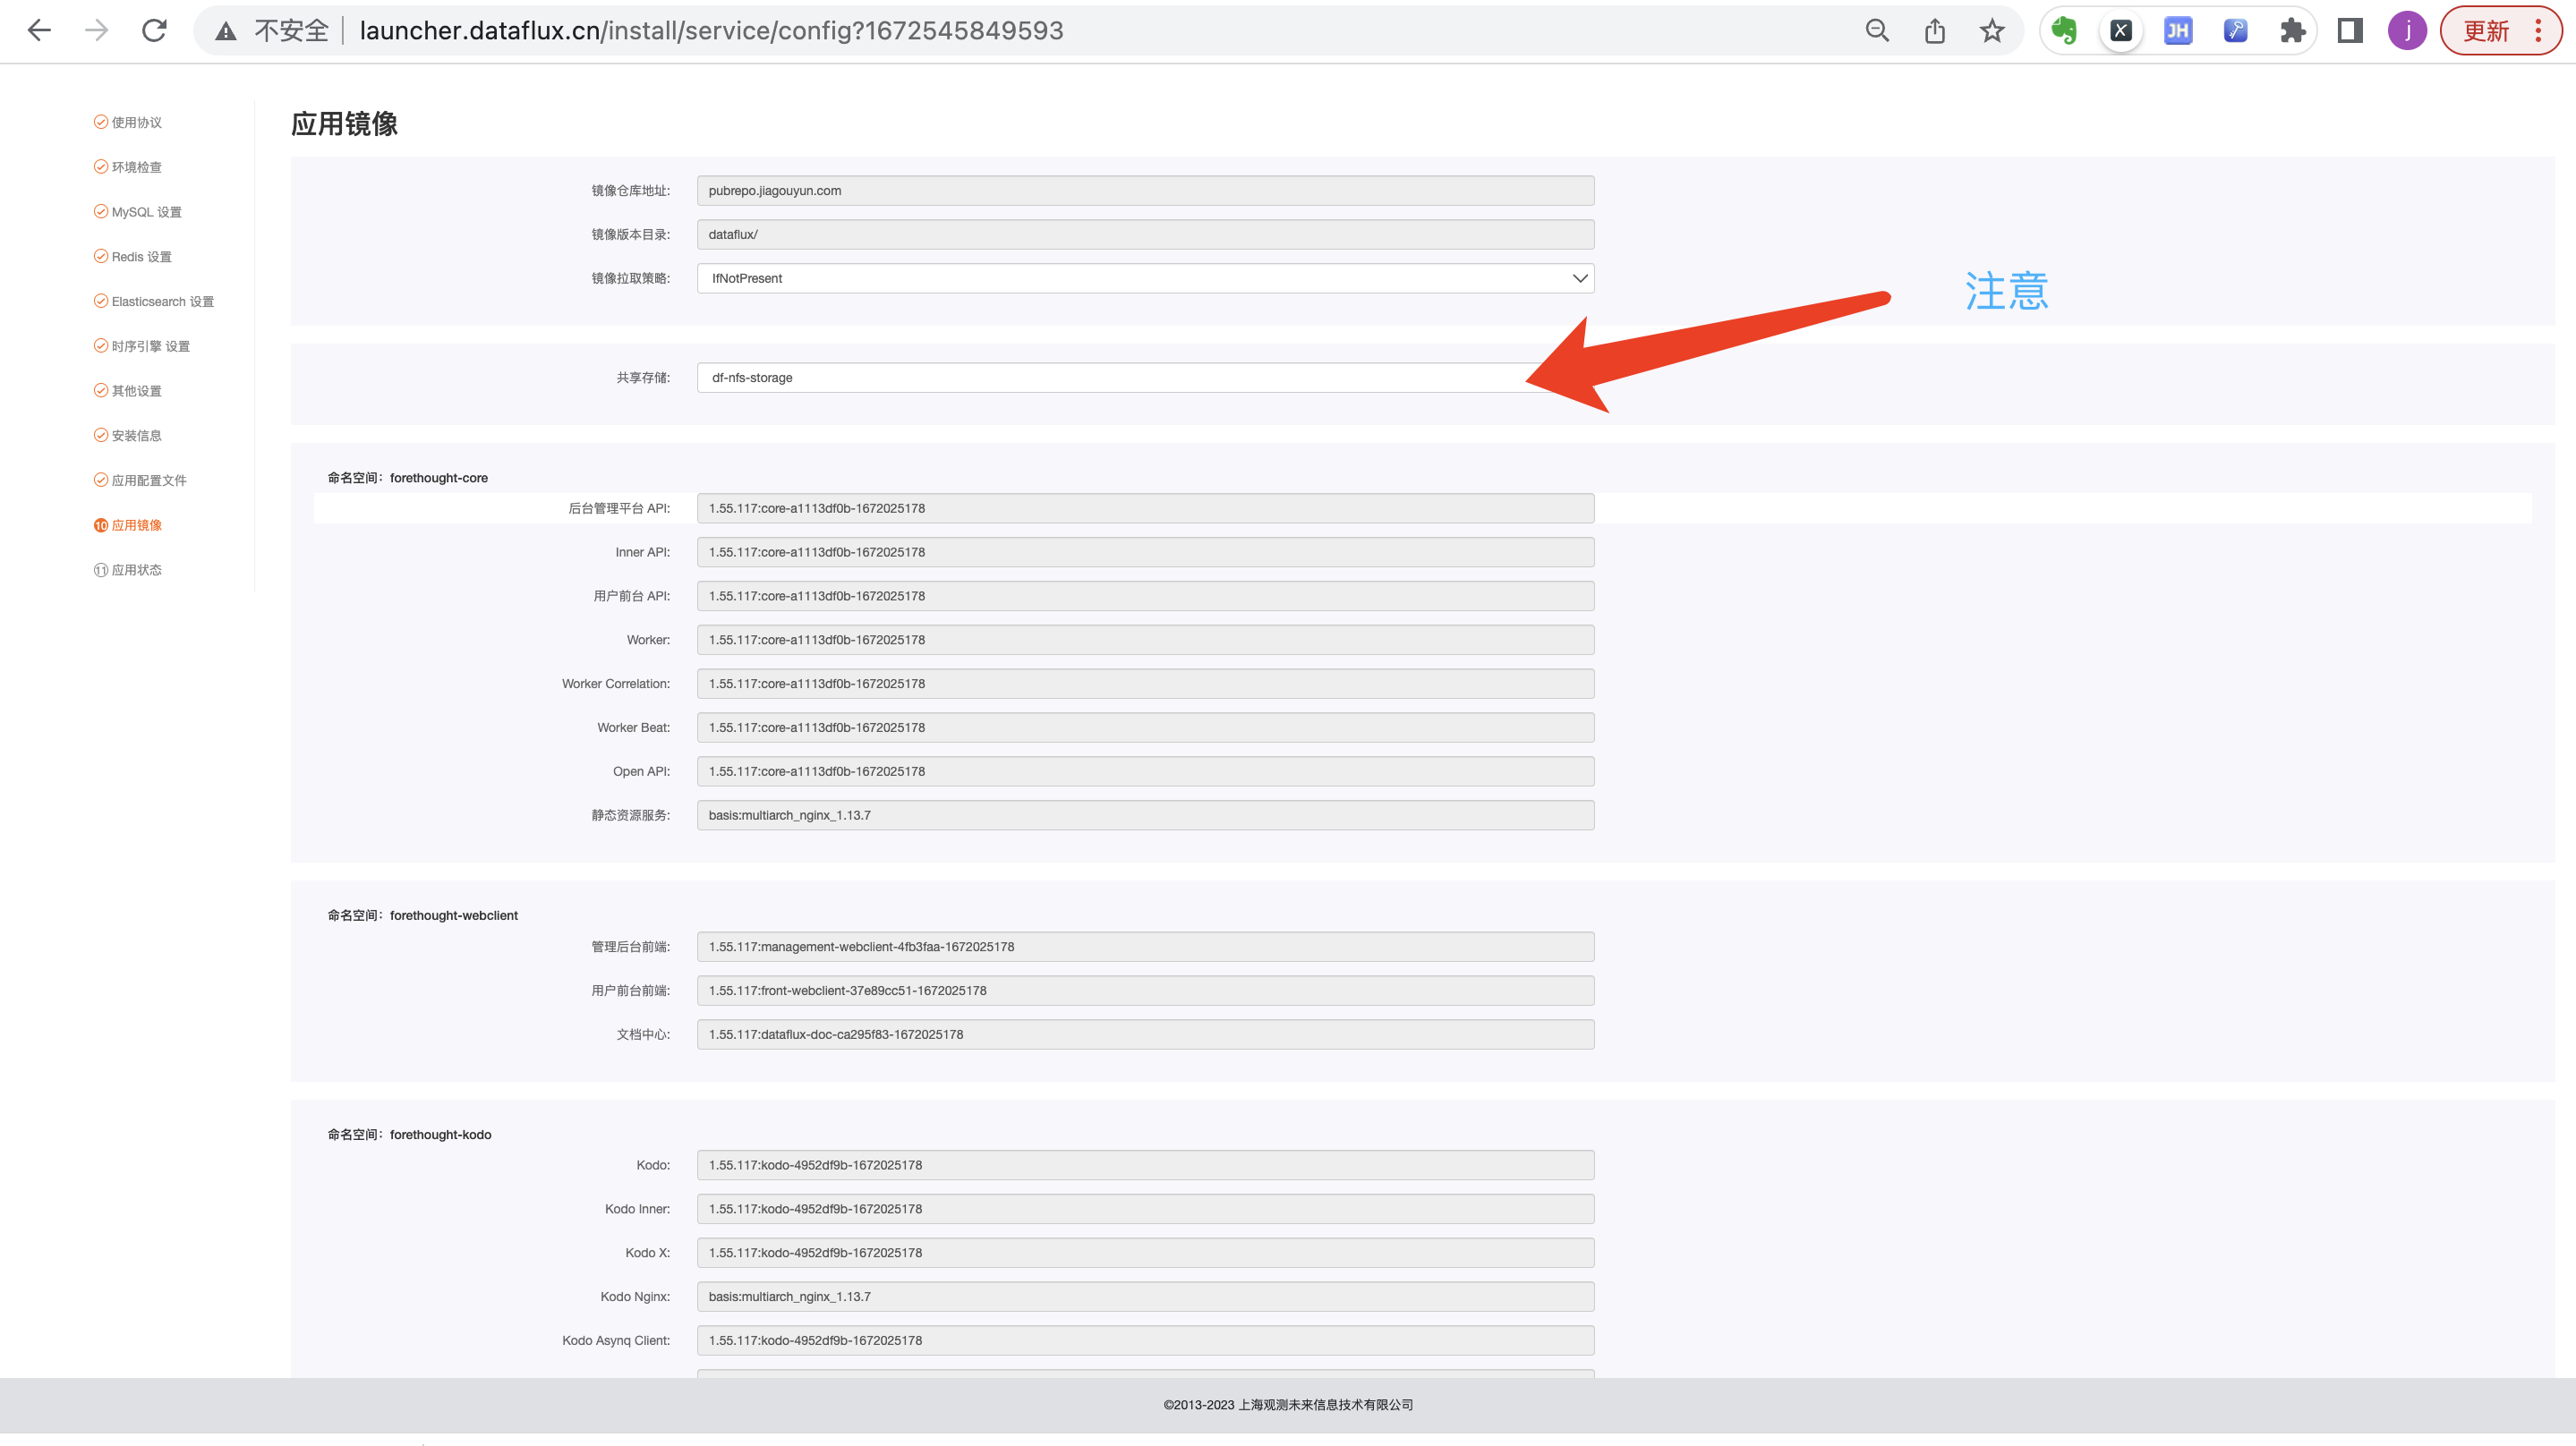 不安全 launcher.dataflux.cn/install/service/config?1672545849593
JH
j
更新
使用协议
环境检查
MySQL 设置
Redis 设置
Elasticsearch 设置
时序引擎 设置
其他设置
安装信息
应用配置文件
10 应用镜像
11 应用状态
应用镜像
镜像仓库地址: pubrepo.jiagouyun.com
镜像版本目录: dataflux/
镜像拉取策略: IfNotPresent
注意
共享存储: df-nfs-storage
命名空间：forethought-core
后台管理平台 API: 1.55.117:core-a1113df0b-1672025178
Inner API: 1.55.117:core-a1113df0b-1672025178
用户前台 API: 1.55.117:core-a1113df0b-1672025178
Worker: 1.55.117:core-a1113df0b-1672025178
Worker Correlation: 1.55.117:core-a1113df0b-1672025178
Worker Beat: 1.55.117:core-a1113df0b-1672025178
Open API: 1.55.117:core-a1113df0b-1672025178
静态资源服务: basis:multiarch_nginx_1.13.7
命名空间：forethought-webclient
管理后台前端: 1.55.117:management-webclient-4fb3faa-1672025178
用户前台前端: 1.55.117:front-webclient-37e89cc51-1672025178
文档中心: 1.55.117:dataflux-doc-ca295f83-1672025178
命名空间：forethought-kodo
Kodo: 1.55.117:kodo-4952df9b-1672025178
Kodo Inner: 1.55.117:kodo-4952df9b-1672025178
Kodo X: 1.55.117:kodo-4952df9b-1672025178
Kodo Nginx: basis:multiarch_nginx_1.13.7
Kodo Asynq Client: 1.55.117:kodo-4952df9b-1672025178
©2013-2023 上海观测未来信息技术有限公司